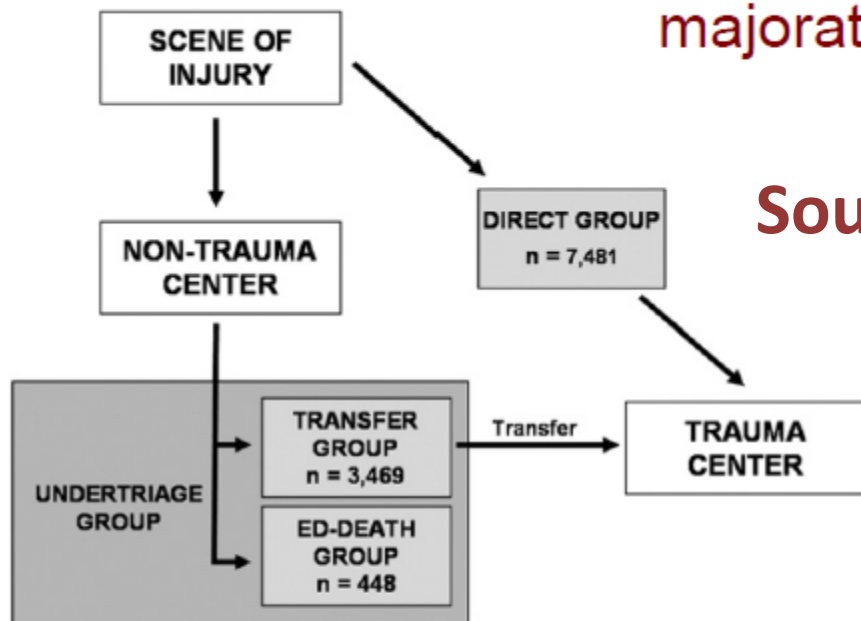 majorat
SCENE OF
INJURY
Sou
DIRECT GROUP
n = 7,481
NON-TRAUMA
CENTER
TRANSFER
GROUP
n = 3,469
Transfer
TRAUMA
CENTER
UNDERTRIAGE
GROUP
ED-DEATH
GROUP
n = 448